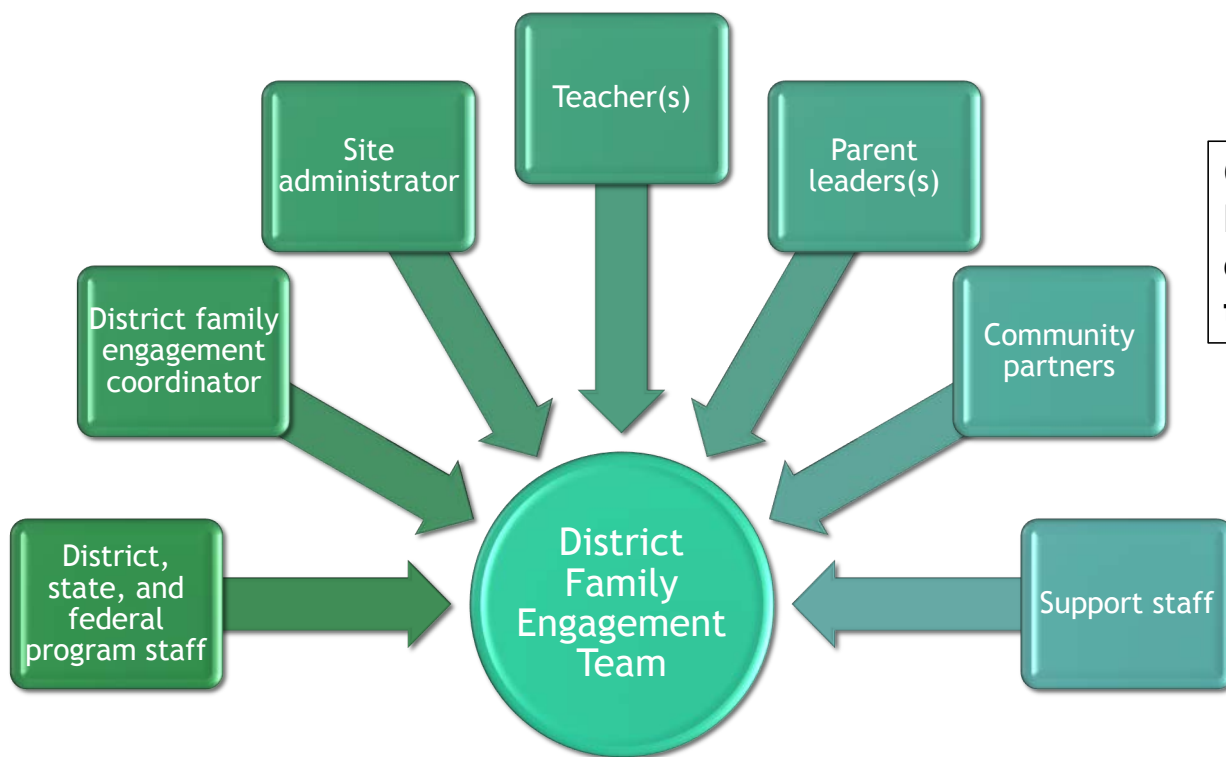 Teacher(s)
Site
administrator
Parent
leaders(s)
District family
engagement
coordinator
Community
partners
District,
state, and
federal
program staff
District
Family
Engagement
Team
Support staff